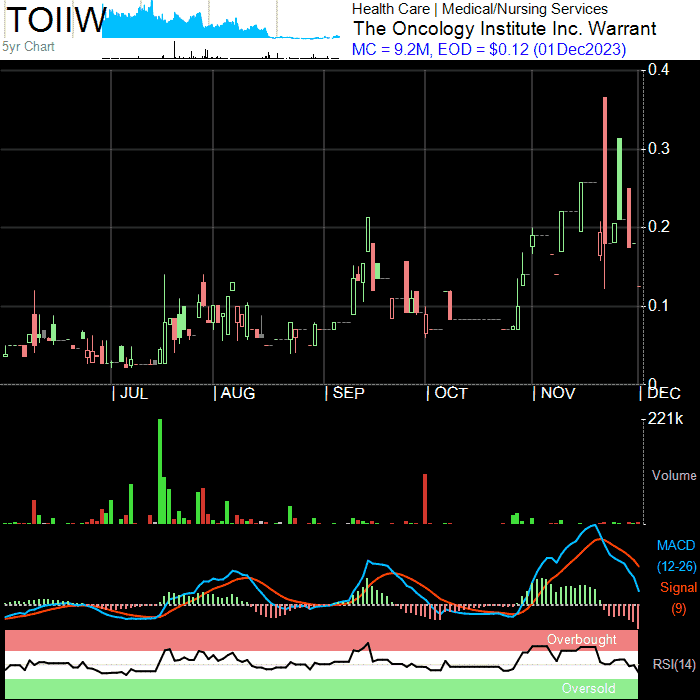 TOIIW
5yr Chart
Health Care | Medical/Nursing Services
The Oncology Institute Inc. Warrant
MC = 9.2M, EOD = $0.12 (01Dec2023)
0.4
0.3
0.2
0.1
0
JUL AUG SEP OCT NOV DEC
221k
Volume
MACD
(12-26)
Signal
(9)
Overbought
RSI(14)
Oversold